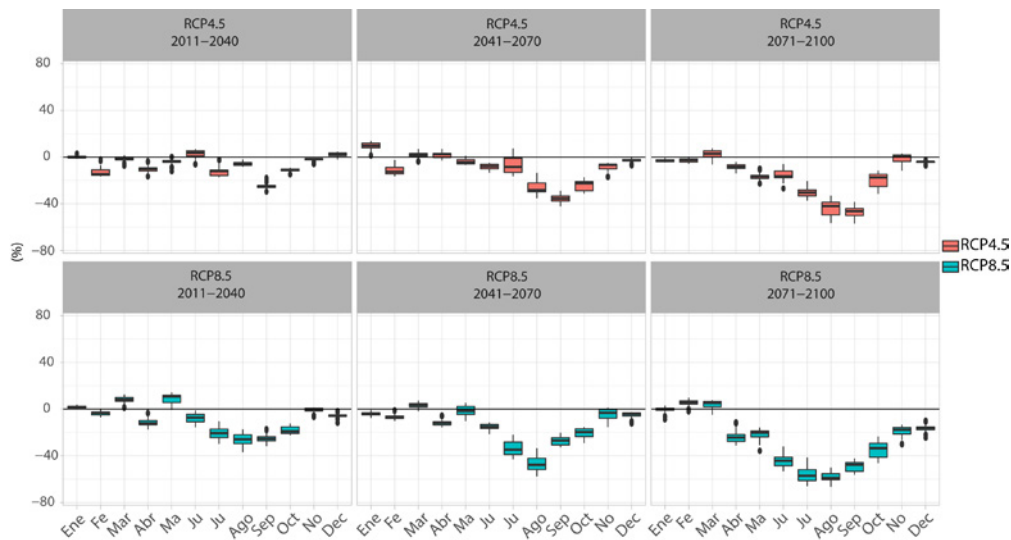 RCP4.5
2011−2040
RCP4.5
2041−2070
RCP4.5
2071−2100
80
40
0
−40
−80
(%)
RCP4.5
RCP8.5
RCP8.5
2011−2040
RCP8.5
2041−2070
RCP8.5
2071−2100
80
40
0
−40
−80
Ene Fe Mar Abr Ma Ju Ju Ago Sep Oct No Dec
Ene Fe Mar Abr Ma Ju Ju Ago Sep Oct No Dec
Ene Fe Mar Abr Ma Ju Ju Ago Sep Oct No Dec